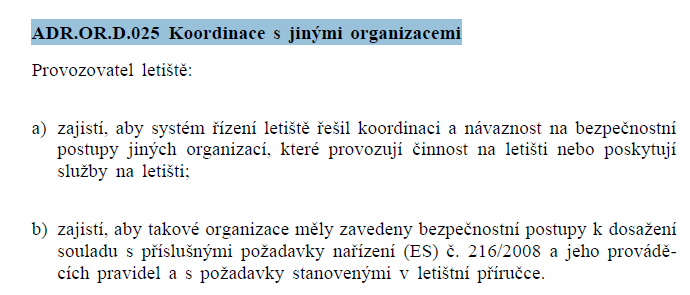 ADR.OR.D.025 Koordinace s jinými organizacemi
Provozovatel letiště:
a) zajistí, aby systém řízení letiště řešil koordinaci a návaznost na bezpečnostní
postupy jiných organizací, které provozují činnost na letišti nebo poskytují
služby na letišti;
b) zajistí, aby takové organizace měly zavedeny bezpečnostní postupy k dosažení
souladu s příslušnými požadavky nařízení (ES) č. 216/2008 a jeho provádě-
cích pravidel a s požadavky stanovenými v letištní příručce.